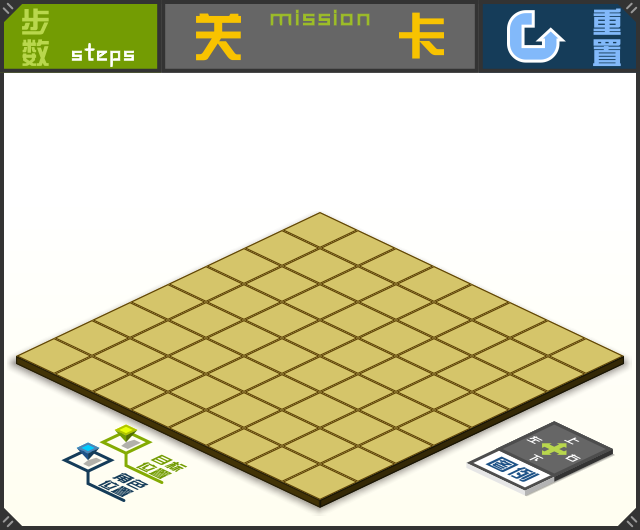 步数 steps
mission
关卡
重置
目标位置
角色位置
上
左
下
右
图例